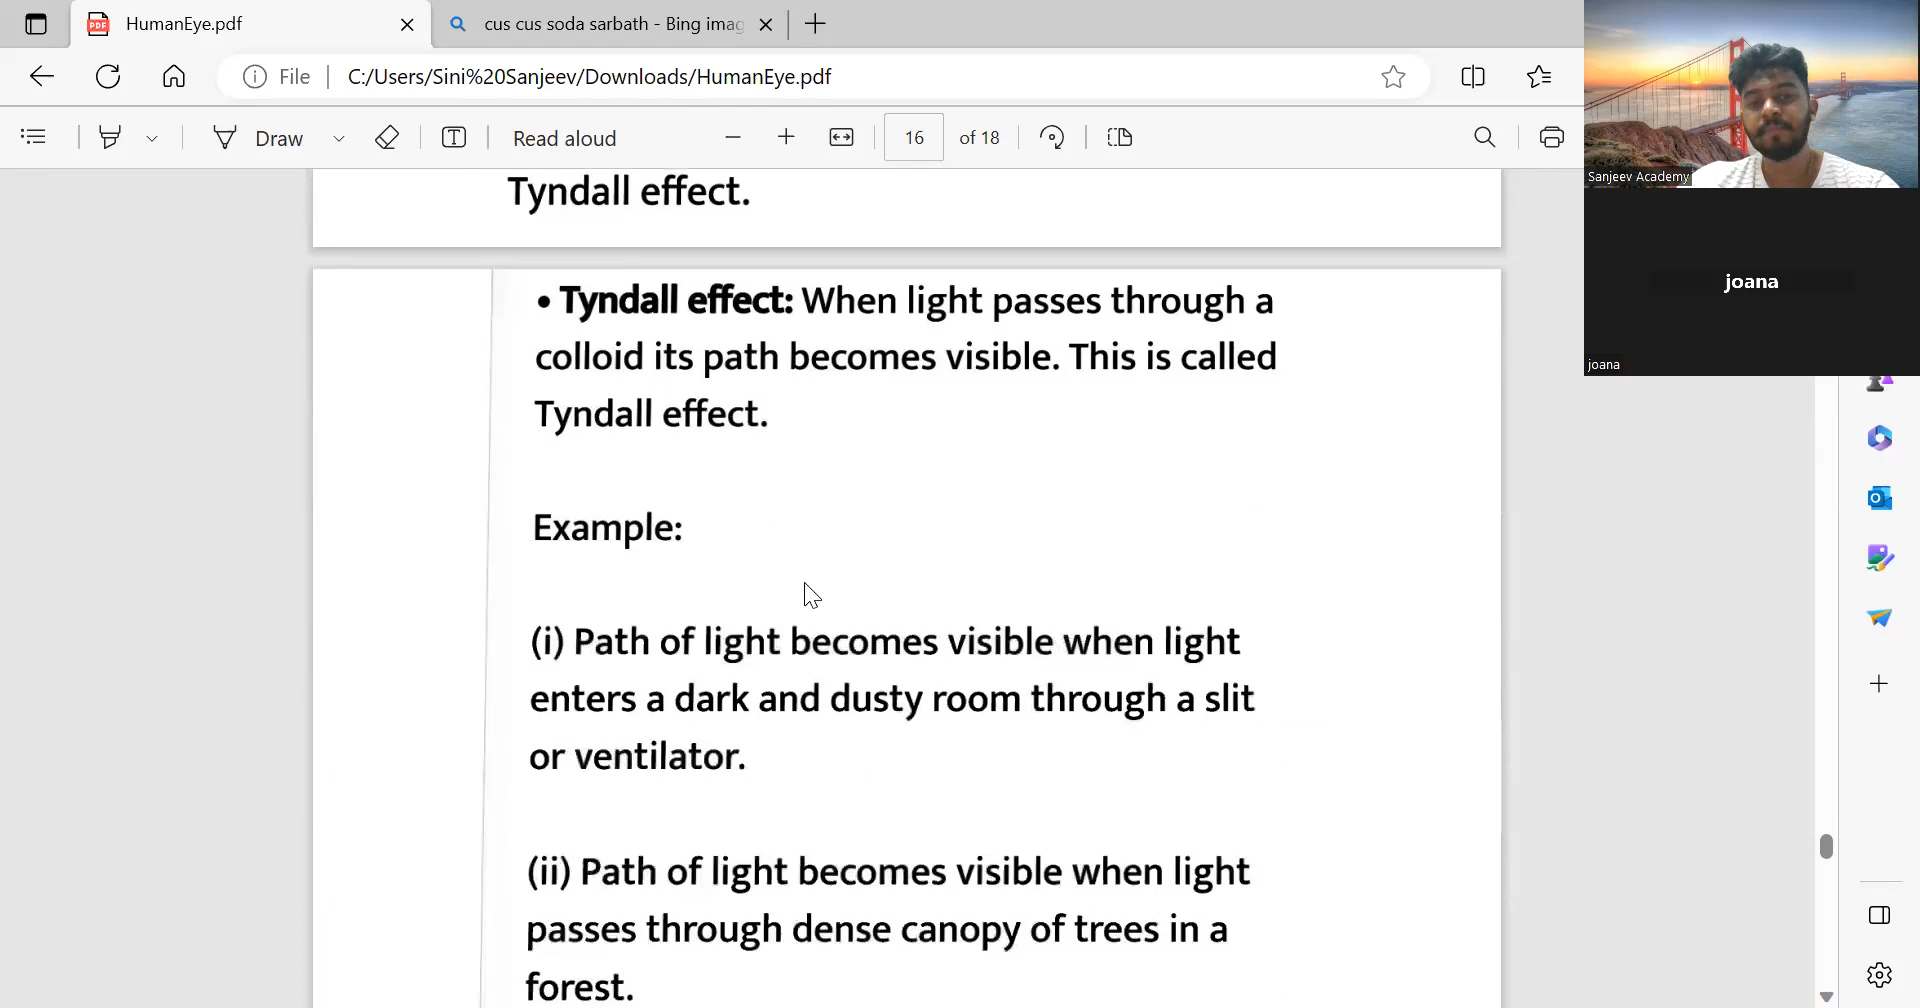 HumanEye.pdf
cus cus soda sarbath - Bing imag
File
C:/Users/Sini%20Sanjeev/Downloads/HumanEye.pdf
Draw
Read aloud
16
of 18
Sanjeev Academy
joana
joana
Tyndall effect.
• Tyndall effect: When light passes through a
colloid its path becomes visible. This is called
Tyndall effect.
Example:
(i) Path of light becomes visible when light
enters a dark and dusty room through a slit
or ventilator.
(ii) Path of light becomes visible when light
passes through dense canopy of trees in a
forest.